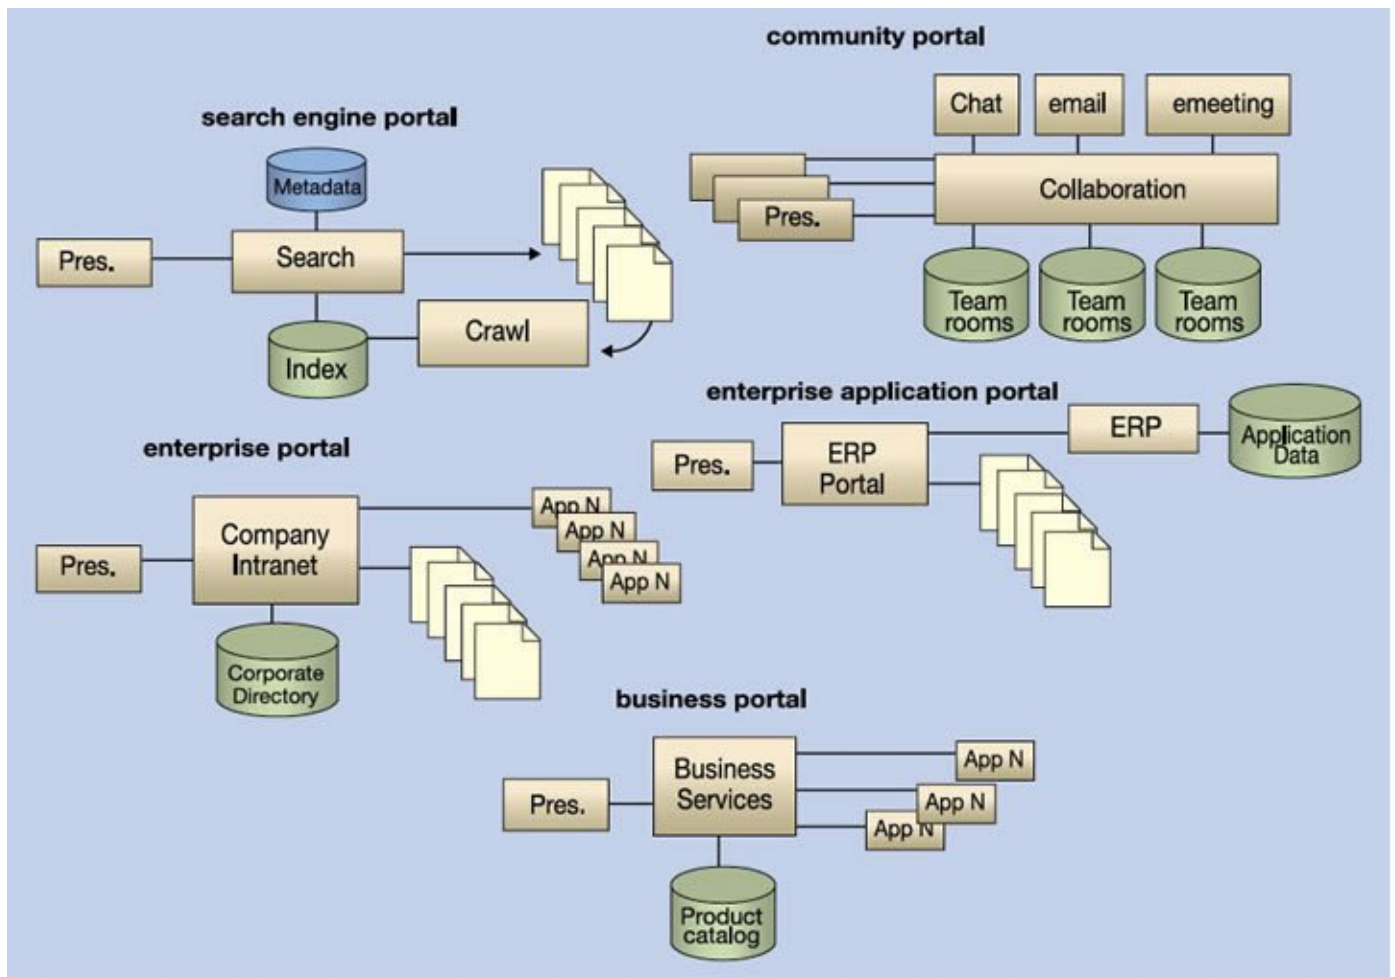 community portal
Chat
email
emeeting
Collaboration
Pres.
Team
rooms
Team
rooms
Team
rooms
search engine portal
Metadata
Pres.
Search
Crawl
Index
enterprise application portal
Pres.
ERP
Portal
ERP
Application
Data
enterprise portal
Pres.
Company
Intranet
App N
App N
App N
App N
Corporate
Directory
business portal
Pres.
Business
Services
App N
App N
App N
Product
catalog